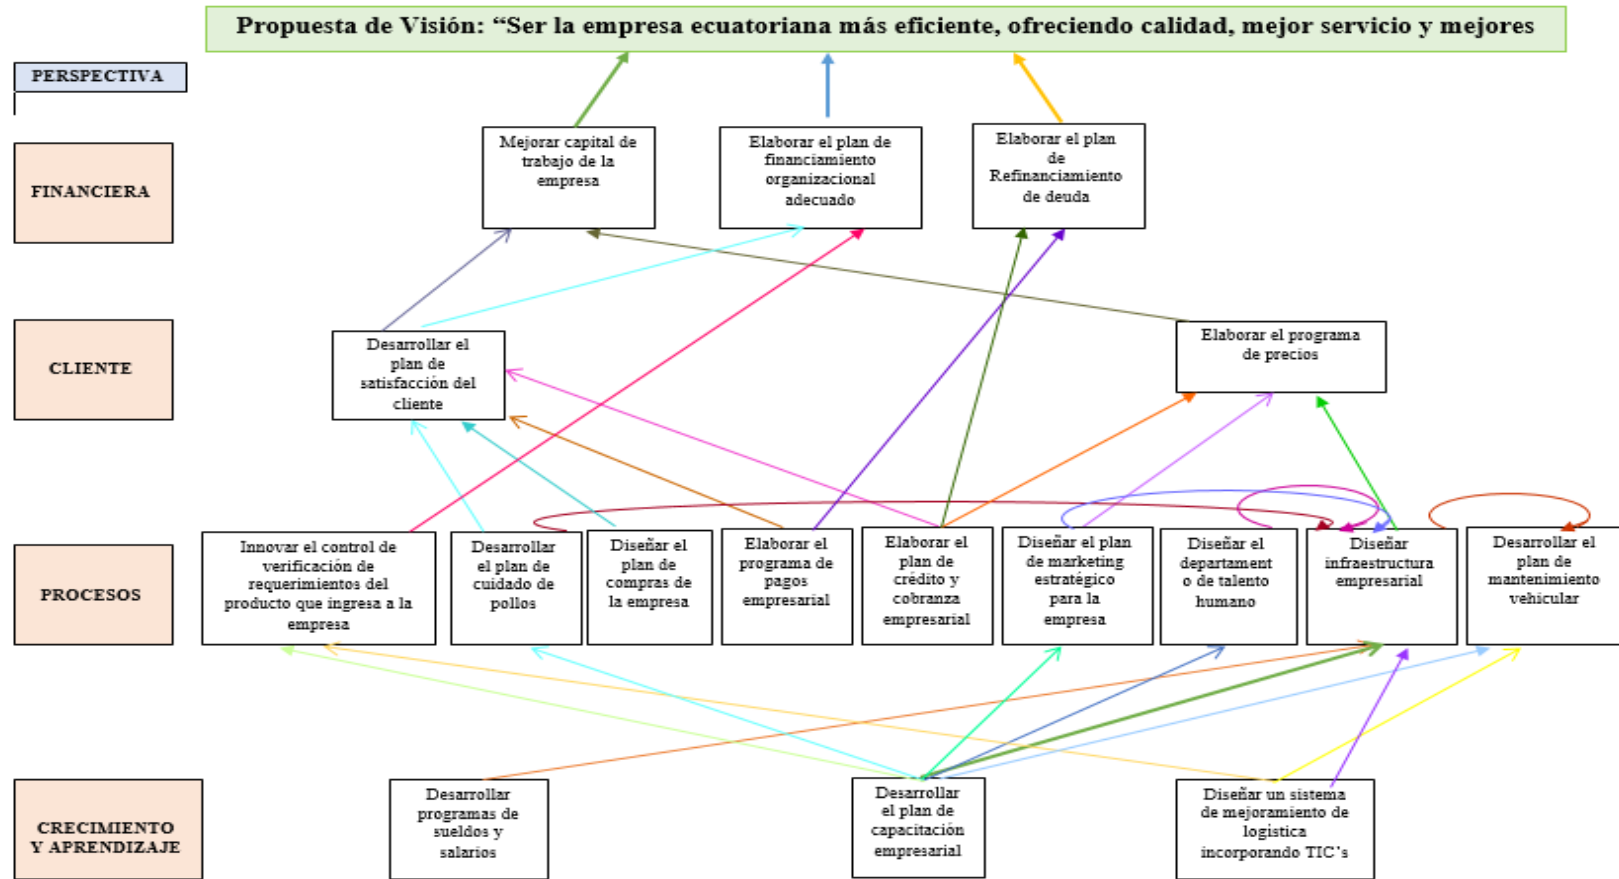 Propuesta de Visión: “Ser la empresa ecuatoriana más eficiente, ofreciendo calidad, mejor servicio y mejores
PERSPECTIVA
FINANCIERA
Mejorar capital de
trabajo de la
empresa
Elaborar el plan de
financiamiento
organizacional
adecuado
Elaborar el plan
de
Refinanciamiento
de deuda
CLIENTE
Desarrollar el
plan de
satisfacción del
cliente
Elaborar el programa
de precios
PROCESOS
Innovar el control de
verificación de
requerimientos del
producto que ingresa a la
empresa
Desarrollar
el plan de
cuidado de
pollos
Diseñar el
plan de
compras de
la empresa
Elaborar el
programa de
pagos
empresarial
Elaborar el
plan de
crédito y
cobranza
empresarial
Diseñar el plan
de marketing
estratégico
para la
empresa
Diseñar el
departament
o de talento
humano
Diseñar
infraestructura
empresarial
Desarrollar el
plan de
mantenimiento
vehicular
CRECIMIENTO
Y APRENDIZAJE
Desarrollar
programas de
sueldos y
salarios
Desarrollar
el plan de
capacitación
empresarial
Diseñar un sistema
de mejoramiento de
logística
incorporando TIC’s